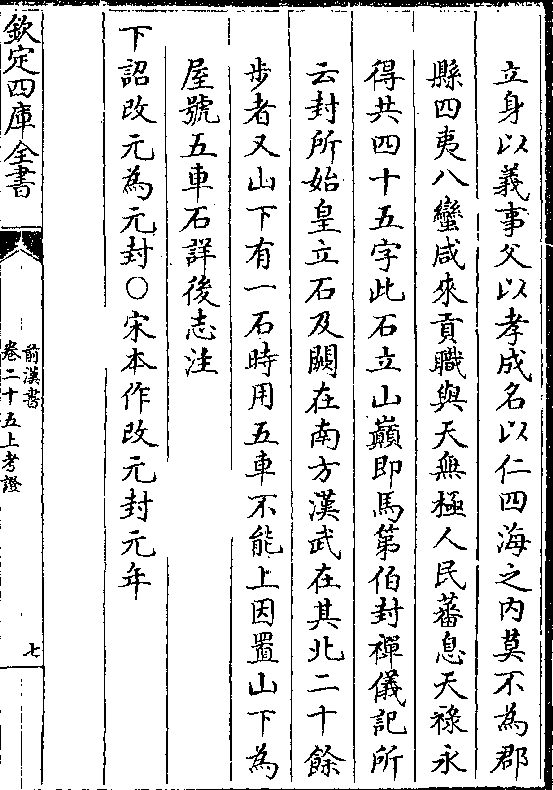 立身以義事父以孝成名以仁四海之内莫不為郡
縣四夷八蠻咸來貢職與天無極人民蕃息天祿永
得共四十五字此石立山巔即馬第伯封禪儀記所
云封所始皇立石及闕在南方漢武在其北二十餘
步者又山下有一石時用五車不能上因置山下為
屋號五車石詳後志注
下詔改元為元封○宋本作改元封元年
欽定四庫全書
前漢書
卷二十五上考證
七